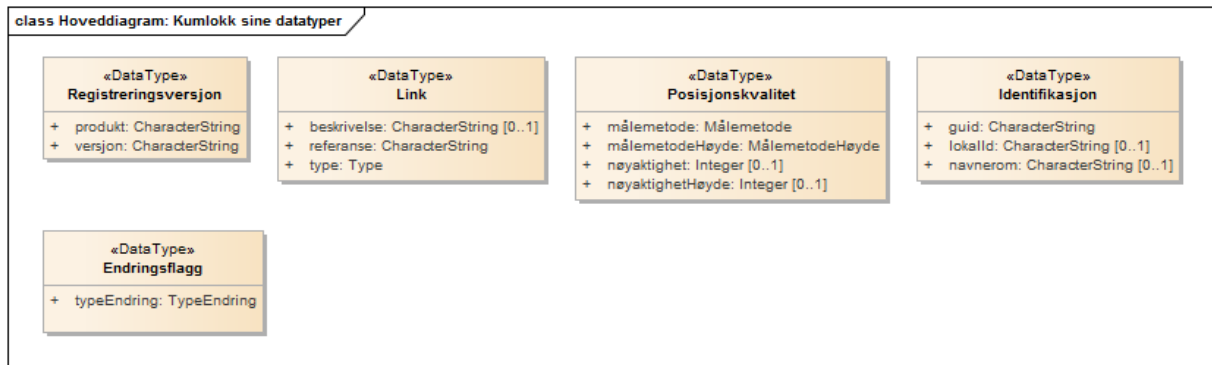 class Hoveddiagram: Kumlokk sine datatyper
«DataType»
Registreringsversjon
+ produkt: CharacterString
+ versjon: CharacterString
«DataType»
Link
+ beskrivelse: CharacterString [0..1]
+ referanse: CharacterString
+ type: Type
«DataType»
Posisjonskvalitet
+ målemetode: Målemetode
+ målemetodeHøyde: MålemetodeHøyde
+ nøyaktighet: Integer [0..1]
+ nøyaktighetHøyde: Integer [0..1]
«DataType»
Identifikasjon
+ guid: CharacterString
+ lokalId: CharacterString [0..1]
+ navnerom: CharacterString [0..1]
«DataType»
Endringsflagg
+ typeEndring: TypeEndring